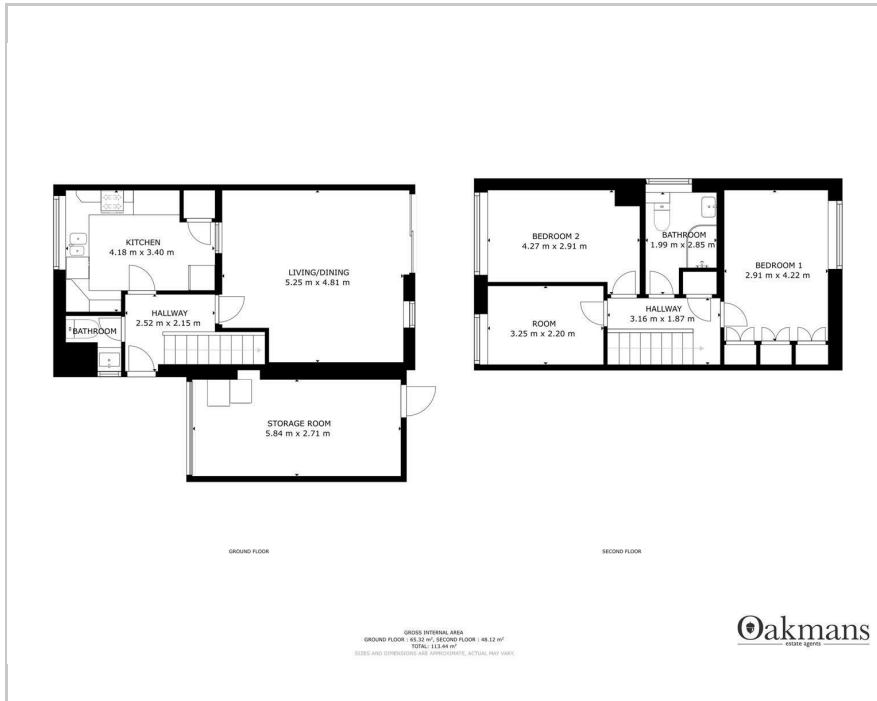 KITCHEN
4.18 m x 3.40 m
LIVING/DINING
5.25 m x 4.81 m
HALLWAY
2.52 m x 2.15 m
BATHROOM
STORAGE ROOM
5.84 m x 2.71 m
GROUND FLOOR
BEDROOM 2
4.27 m x 2.91 m
BATHROOM
1.99 m x 2.85 m
BEDROOM 1
2.91 m x 4.22 m
ROOM
3.25 m x 2.20 m
HALLWAY
3.16 m x 1.87 m
SECOND FLOOR
GROSS INTERNAL AREA
GROUND FLOOR : 65.32 m², SECOND FLOOR : 48.12 m²
TOTAL: 113.44 m²
SIZES AND DIMENSIONS ARE APPROXIMATE, ACTUAL MAY VARY.
Oakmans
estate agents